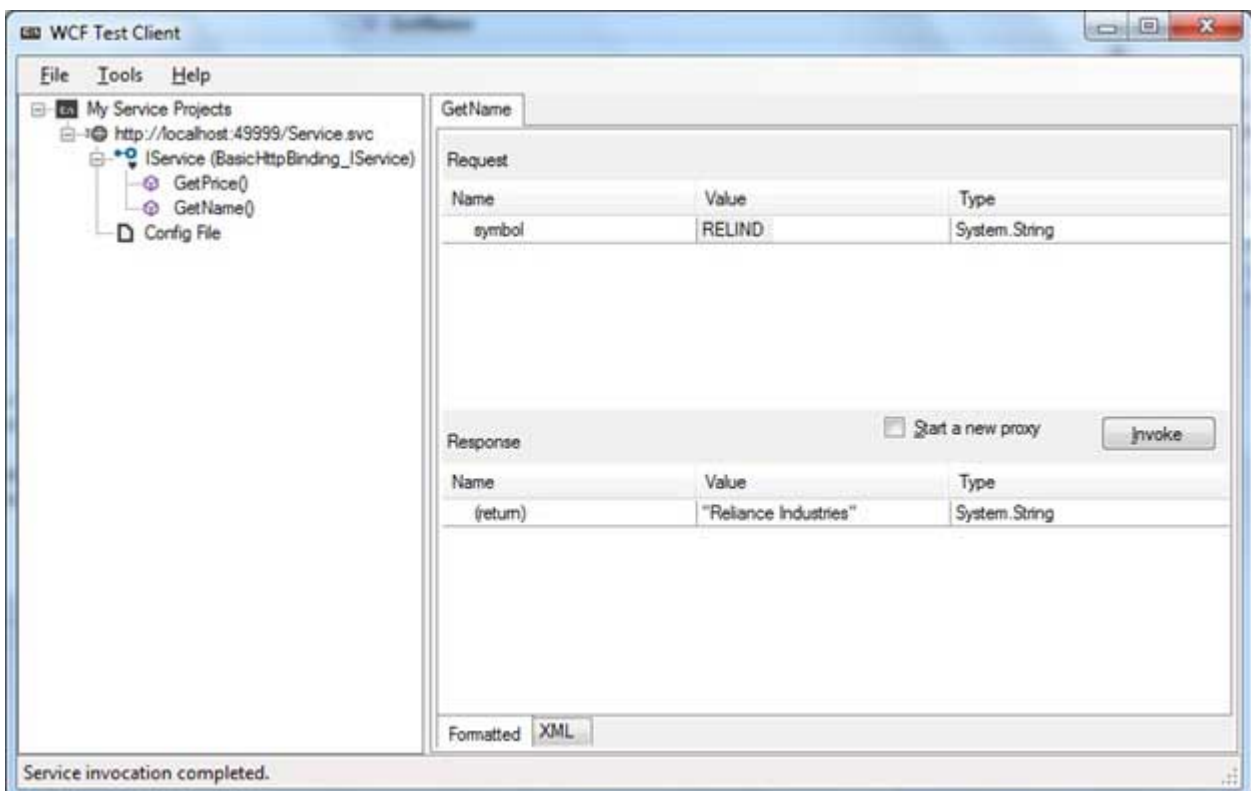 WCF Test Client
File Tools Help
My Service Projects
http://localhost:49999/Service.svc
IService (BasicHttpBinding_IService)
GetPrice()
GetName()
Config File
GetName
Request
Name Value Type
symbol RELIND System.String
Response Start a new proxy Invoke
Name Value Type
(return) "Reliance Industries" System.String
Formatted XML
Service invocation completed.